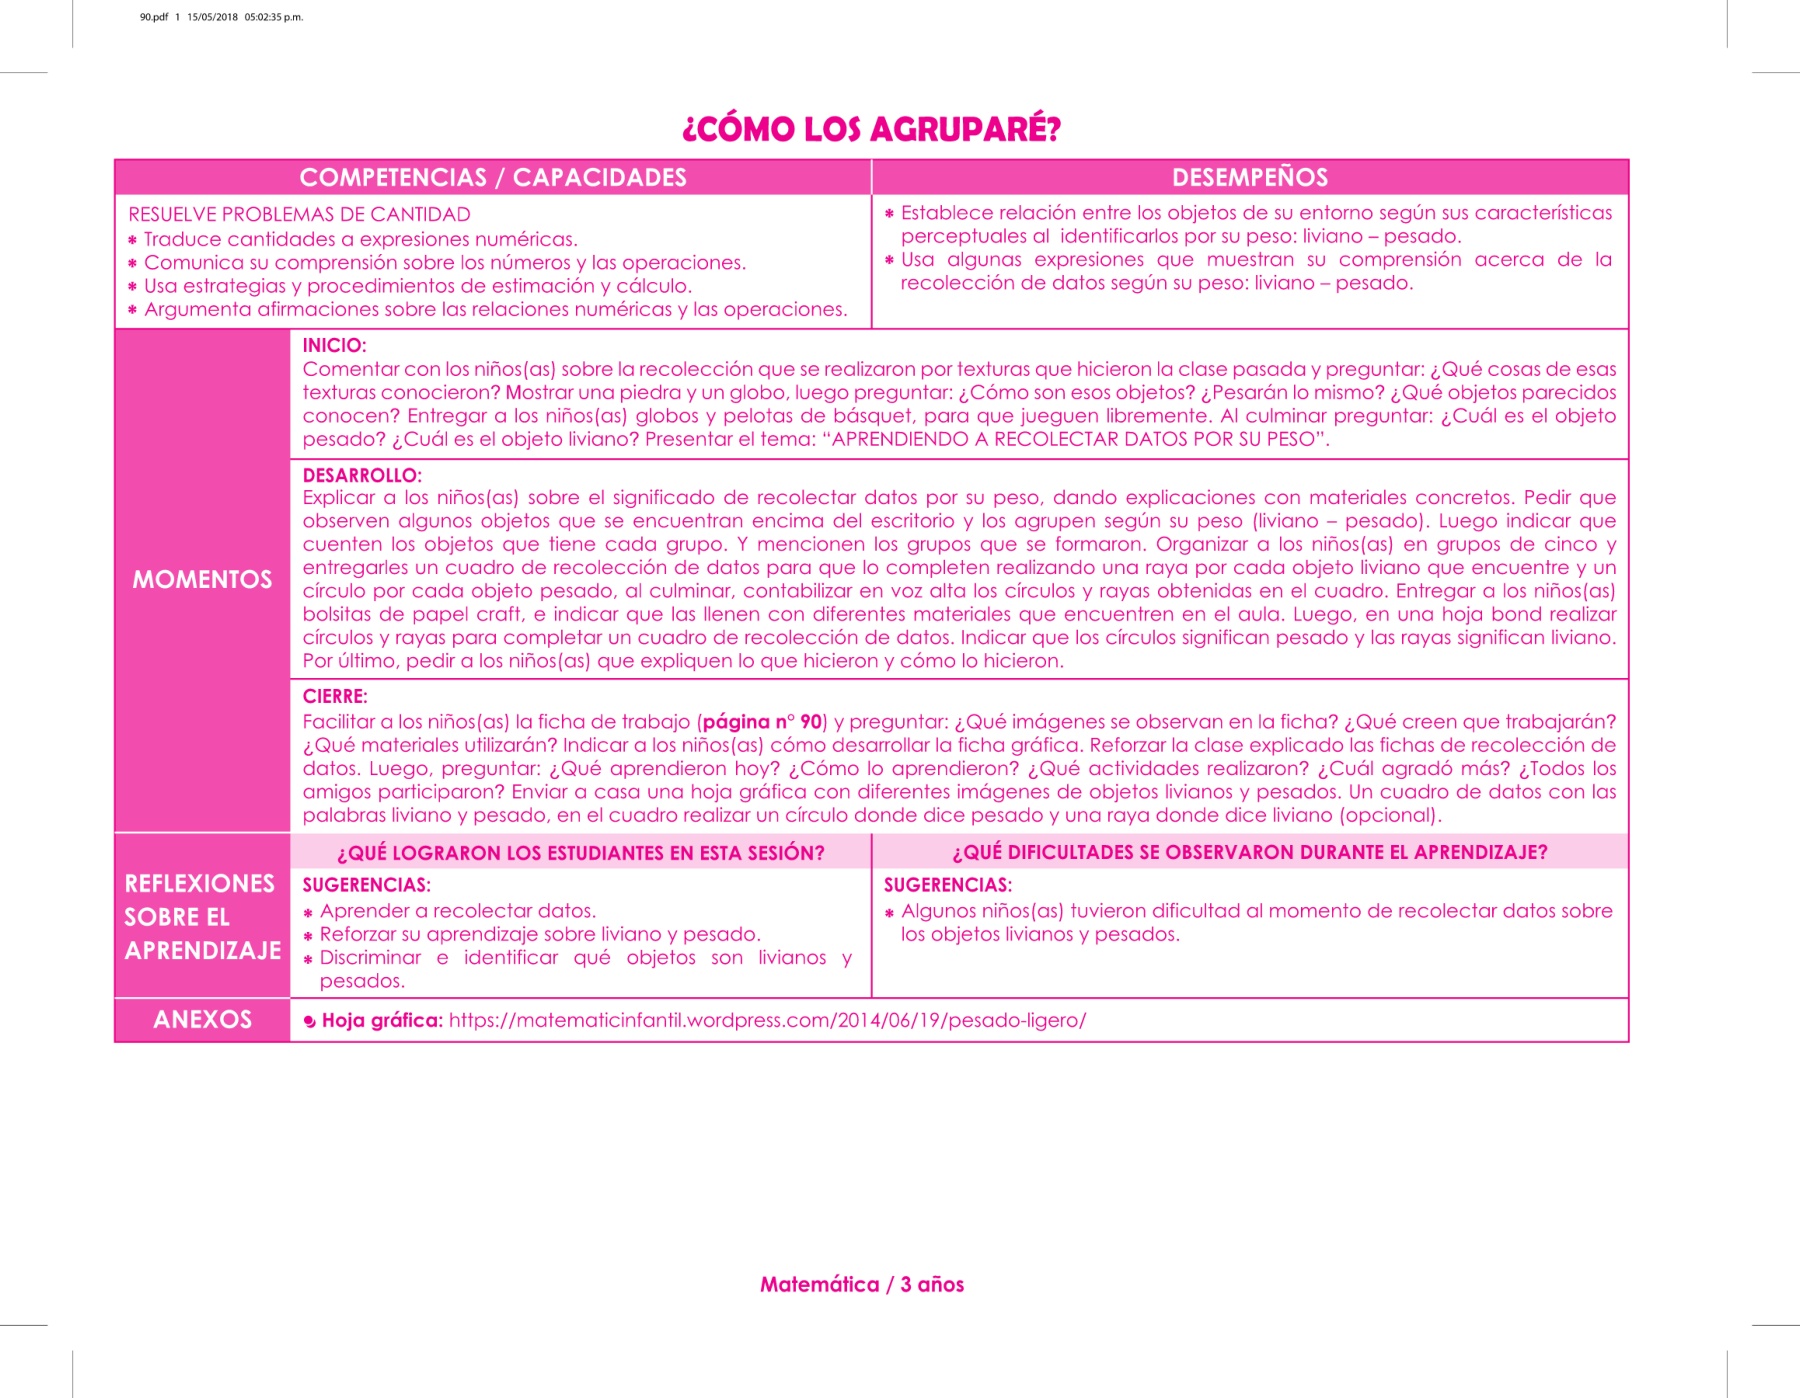 90.pdf 1 15/05/2018 05:02:35 p.m.
¿CÓMO LOS AGRUPARÉ?
COMPETENCIAS / CAPACIDADES
DESEMPEÑOS
RESUELVE PROBLEMAS DE CANTIDAD
* Traduce cantidades a expresiones numéricas.
* Comunica su comprensión sobre los números y las operaciones.
* Usa estrategias y procedimientos de estimación y cálculo.
* Argumenta afirmaciones sobre las relaciones numéricas y las operaciones.
* Establece relación entre los objetos de su entorno según sus características
perceptuales al identificarlos por su peso: liviano – pesado.
* Usa algunas expresiones que muestran su comprensión acerca de la
recolección de datos según su peso: liviano – pesado.
MOMENTOS
INICIO:
Comentar con los niños(as) sobre la recolección que se realizaron por texturas que hicieron la clase pasada y preguntar: ¿Qué cosas de esas
texturas conocieron? Mostrar una piedra y un globo, luego preguntar: ¿Cómo son esos objetos? ¿Pesarán lo mismo? ¿Qué objetos parecidos
conocen? Entregar a los niños(as) globos y pelotas de básquet, para que jueguen libremente. Al culminar preguntar: ¿Cuál es el objeto
pesado? ¿Cuál es el objeto liviano? Presentar el tema: “APRENDIENDO A RECOLECTAR DATOS POR SU PESO”.
DESARROLLO:
Explicar a los niños(as) sobre el significado de recolectar datos por su peso, dando explicaciones con materiales concretos. Pedir que
observen algunos objetos que se encuentran encima del escritorio y los agrupen según su peso (liviano – pesado). Luego indicar que
cuenten los objetos que tiene cada grupo. Y mencionen los grupos que se formaron. Organizar a los niños(as) en grupos de cinco y
entregarles un cuadro de recolección de datos para que lo completen realizando una raya por cada objeto liviano que encuentre y un
círculo por cada objeto pesado, al culminar, contabilizar en voz alta los círculos y rayas obtenidas en el cuadro. Entregar a los niños(as)
bolsitas de papel craft, e indicar que las llenen con diferentes materiales que encuentren en el aula. Luego, en una hoja bond realizar
círculos y rayas para completar un cuadro de recolección de datos. Indicar que los círculos significan pesado y las rayas significan liviano.
Por último, pedir a los niños(as) que expliquen lo que hicieron y cómo lo hicieron.
CIERRE:
Facilitar a los niños(as) la ficha de trabajo (página n° 90) y preguntar: ¿Qué imágenes se observan en la ficha? ¿Qué creen que trabajarán?
¿Qué materiales utilizarán? Indicar a los niños(as) cómo desarrollar la ficha gráfica. Reforzar la clase explicado las fichas de recolección de
datos. Luego, preguntar: ¿Qué aprendieron hoy? ¿Cómo lo aprendieron? ¿Qué actividades realizaron? ¿Cuál agradó más? ¿Todos los
amigos participaron? Enviar a casa una hoja gráfica con diferentes imágenes de objetos livianos y pesados. Un cuadro de datos con las
palabras liviano y pesado, en el cuadro realizar un círculo donde dice pesado y una raya donde dice liviano (opcional).
REFLEXIONES
SOBRE EL
APRENDIZAJE
¿QUÉ LOGRARON LOS ESTUDIANTES EN ESTA SESIÓN?
SUGERENCIAS:
* Aprender a recolectar datos.
* Reforzar su aprendizaje sobre liviano y pesado.
* Discriminar e identificar qué objetos son livianos y
pesados.
¿QUÉ DIFICULTADES SE OBSERVARON DURANTE EL APRENDIZAJE?
SUGERENCIAS:
* Algunos niños(as) tuvieron dificultad al momento de recolectar datos sobre
los objetos livianos y pesados.
ANEXOS
Hoja gráfica: https://matematicinfantil.wordpress.com/2014/06/19/pesado-ligero/
Matemática / 3 años